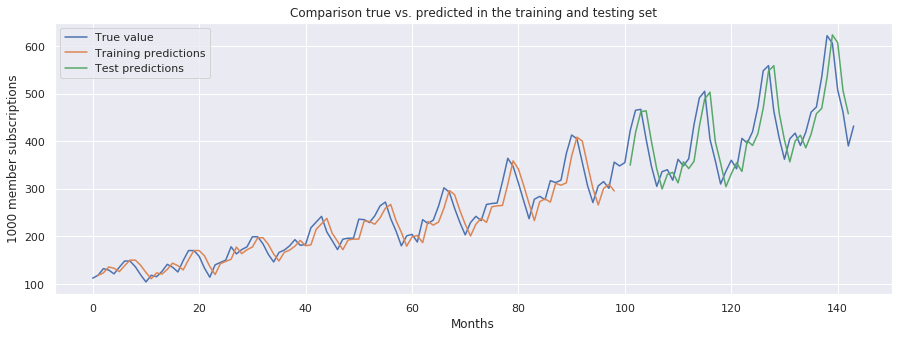 Comparison true vs. predicted in the training and testing set
True value
Training predictions
Test predictions
600
500
400
300
200
100
1000 member subscriptions
0 20 40 60 80 100 120 140
Months